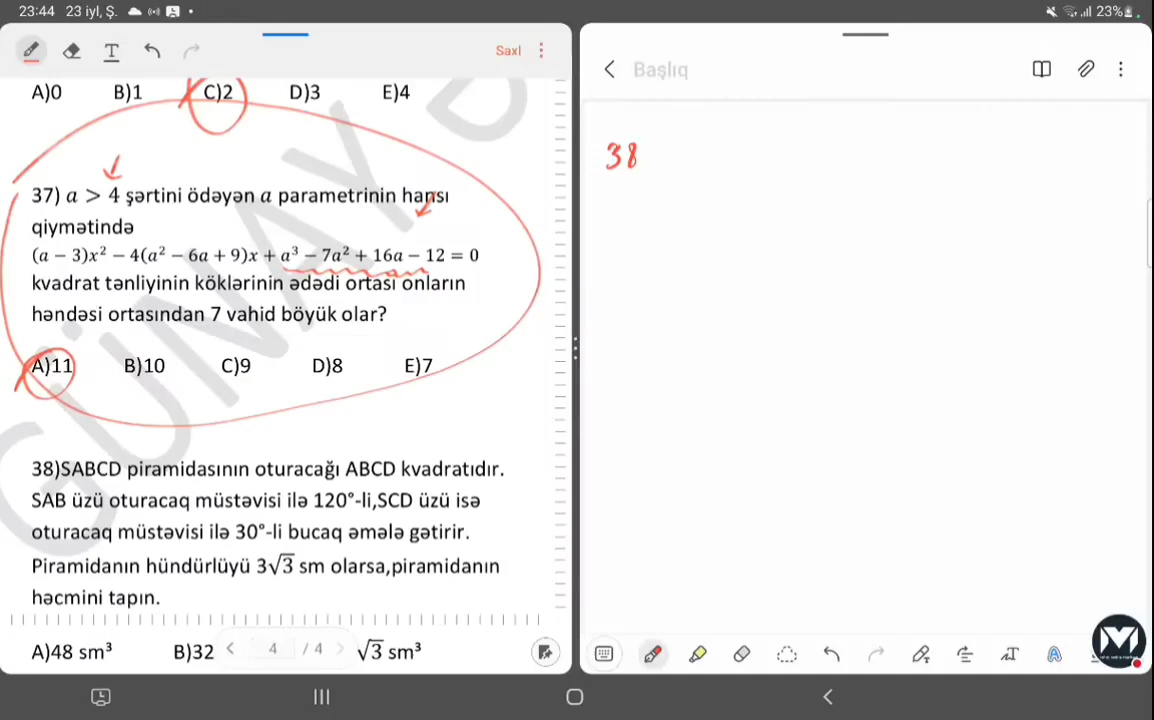 23:44 23 iyl, Ş.
23%
Saxl
Başlıq
A)0 B)1 C)2 D)3 E)4
38
37) a > 4 şərtini ödəyən a parametrinin hansı
qiymətində
(a − 3)x² − 4(a² − 6a + 9)x + a³ − 7a² + 16a − 12 = 0
kvadrat tənliyinin köklərinin ədədi ortası onların
həndəsi ortasından 7 vahid böyük olar?
A)11 B)10 C)9 D)8 E)7
GÜNAY B
38)SABCD piramidasının oturacağı ABCD kvadratıdır.
SAB üzü oturacaq müstəvisi ilə 120°-li,SCD üzü isə
oturacaq müstəvisi ilə 30°-li bucaq əmələ gətirir.
Piramidanın hündürlüyü 3√3 sm olarsa,piramidanın
həcmini tapın.
A)48 sm³ B)32 √3 sm³
4 / 4